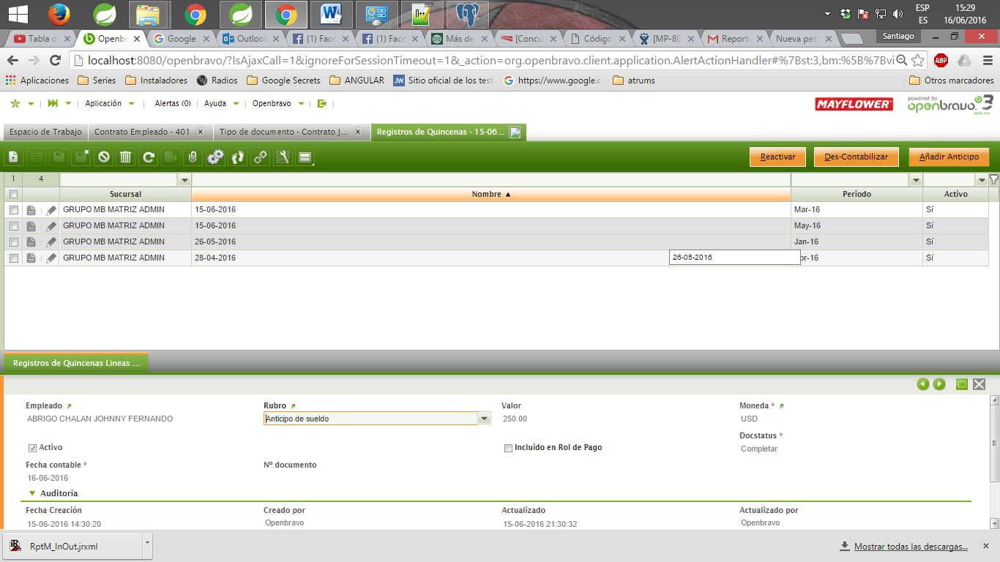 ESP
ES
15:29
16/06/2016
Tabla d
Openbr
Google
Outlool
(1) Face
(1) Face
Más de
[Concu
Código
[MP-80
Report
Nueva pest
Santiago
localhost:8080/openbravo/?IsAjaxCall=1&ignoreForSessionTimeout=1&_action=org.openbravo.client.application.AlertActionHandler#%7Bst:3,bm:%5B%7Bvi
ABP
Aplicaciones
Series
Instaladores
Radios
Google Secrets
ANGULAR
JW
Sitio oficial de los test
https://www.google.c
atrums
Otros marcadores
Aplicación
Alertas (0)
Ayuda
Openbravo
MAYFLOWER
powered by
openbravo 3
agile erp
Espacio de Trabajo
Contrato Empleado - 401
Tipo de documento - Contrato J...
Registros de Quincenas - 15-06...
Reactivar
Des-Contabilizar
Añadir Anticipo
1
4
Sucursal
Nombre
Periodo
Activo
GRUPO MB MATRIZ ADMIN 15-06-2016 Mar-16 Sí
GRUPO MB MATRIZ ADMIN 15-06-2016 May-16 Sí
GRUPO MB MATRIZ ADMIN 26-05-2016 Jan-16 Sí
GRUPO MB MATRIZ ADMIN 28-04-2016 pr-16 Sí
26-05-2016
Registros de Quincenas Lineas ...
Empleado
Rubro
Valor
Moneda *
ABRIGO CHALAN JOHNNY FERNANDO
Anticipo de sueldo
250.00
USD
Docstatus *
Activo
Incluido en Rol de Pago
Completar
Fecha contable *
Nº documento
16-06-2016
Auditoría
Fecha Creación
Creado por
Actualizado
Actualizado por
15-06-2016 14:30:20
Openbravo
15-06-2016 21:30:32
Openbravo
RptM_InOut.jrxml
Mostrar todas las descargas...